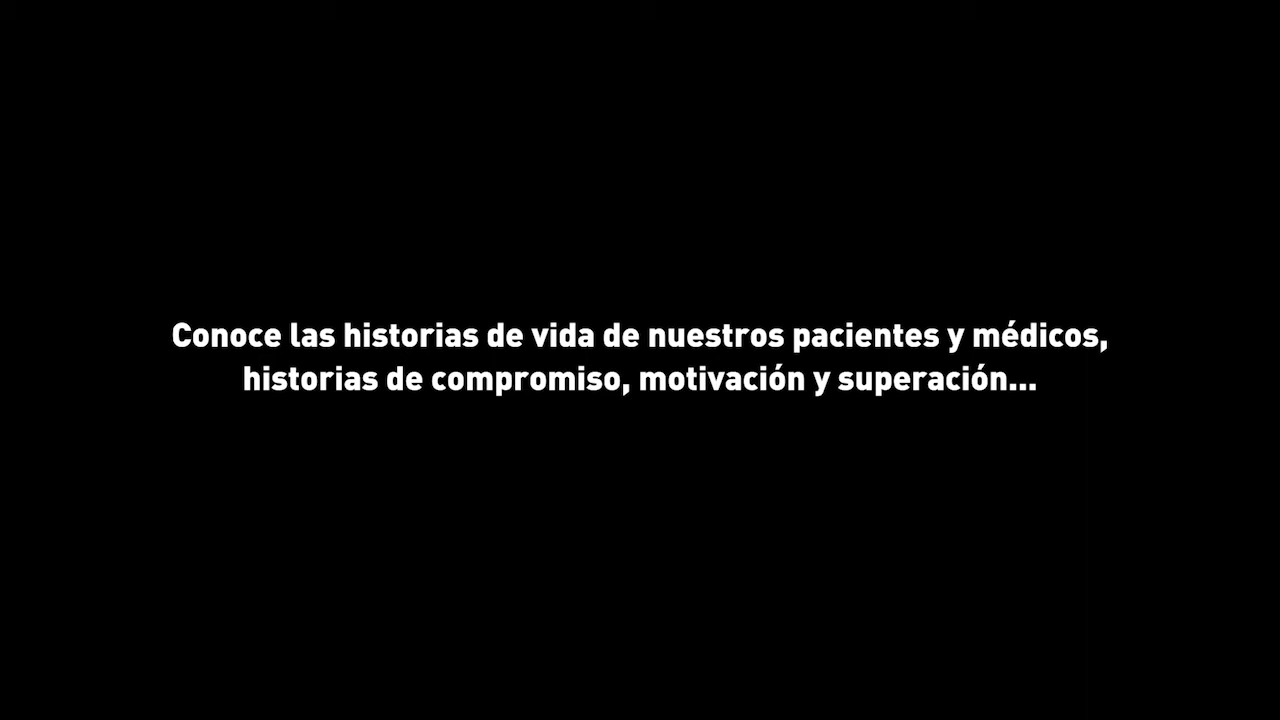 Conoce las historias de vida de nuestros pacientes y médicos,
historias de compromiso, motivación y superación...